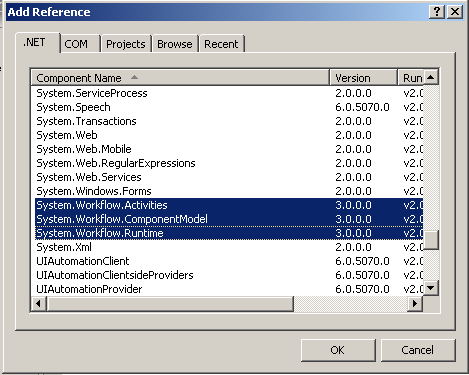 Add Reference
.NET COM Projects Browse Recent
Component Name Version Run
System.ServiceProcess 2.0.0.0 v2.0
System.Speech 6.0.5070.0 v2.0
System.Transactions 2.0.0.0 v2.0
System.Web 2.0.0.0 v2.0
System.Web.Mobile 2.0.0.0 v2.0
System.Web.RegularExpressions 2.0.0.0 v2.0
System.Web.Services 2.0.0.0 v2.0
System.Windows.Forms 2.0.0.0 v2.0
System.Workflow.Activities 3.0.0.0 v2.0
System.Workflow.ComponentModel 3.0.0.0 v2.0
System.Workflow.Runtime 3.0.0.0 v2.0
System.Xml 2.0.0.0 v2.0
UIAutomationClient 6.0.5070.0 v2.0
UIAutomationClientsideProviders 6.0.5070.0 v2.0
UIAutomationProvider 6.0.5070.0 v2.0
OK Cancel